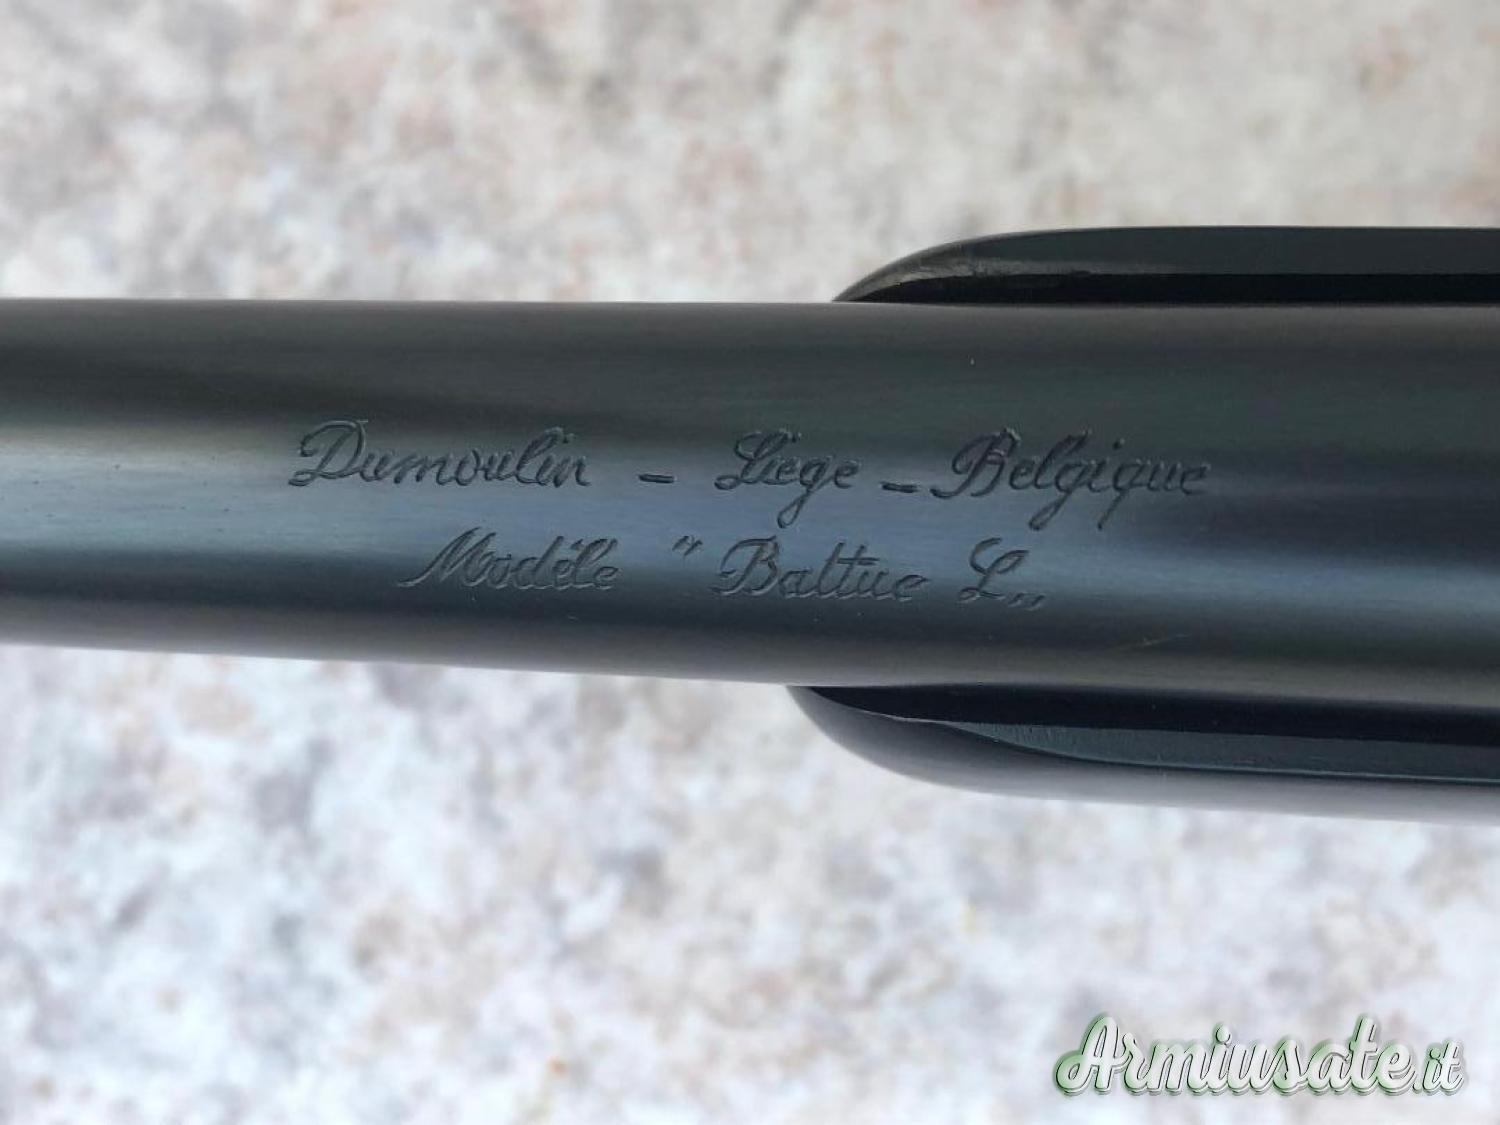 Dumoulin - Liège - Belgique
Modèle " Battue L „
Armiusate.it